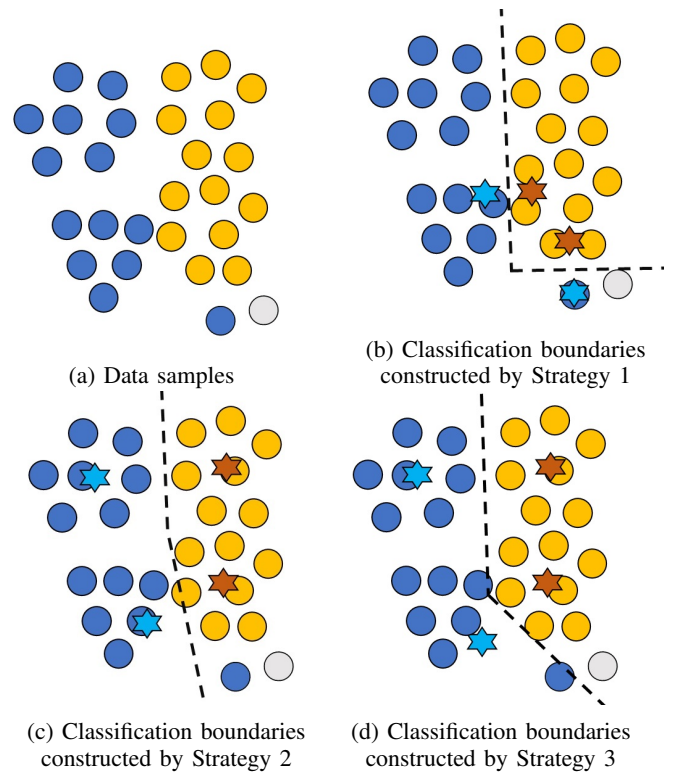 (a) Data samples
(b) Classification boundaries
constructed by Strategy 1
(c) Classification boundaries
constructed by Strategy 2
(d) Classification boundaries
constructed by Strategy 3